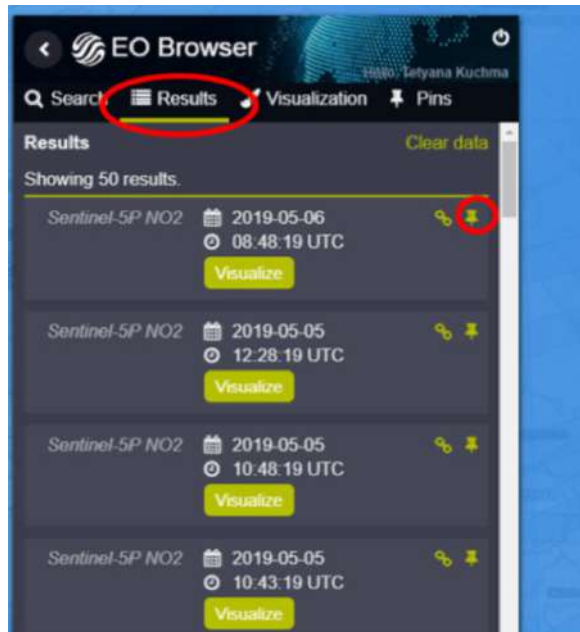 EO Browser
Hello, Tetyana Kuchma
Search Results Visualization Pins
Results Clear data
Showing 50 results.
Sentinel-5P NO2 2019-05-06
08:48:19 UTC
Visualize
Sentinel-5P NO2 2019-05-05
12:28:19 UTC
Visualize
Sentinel-5P NO2 2019-05-05
10:48:19 UTC
Visualize
Sentinel-5P NO2 2019-05-05
10:43:19 UTC
Visualize